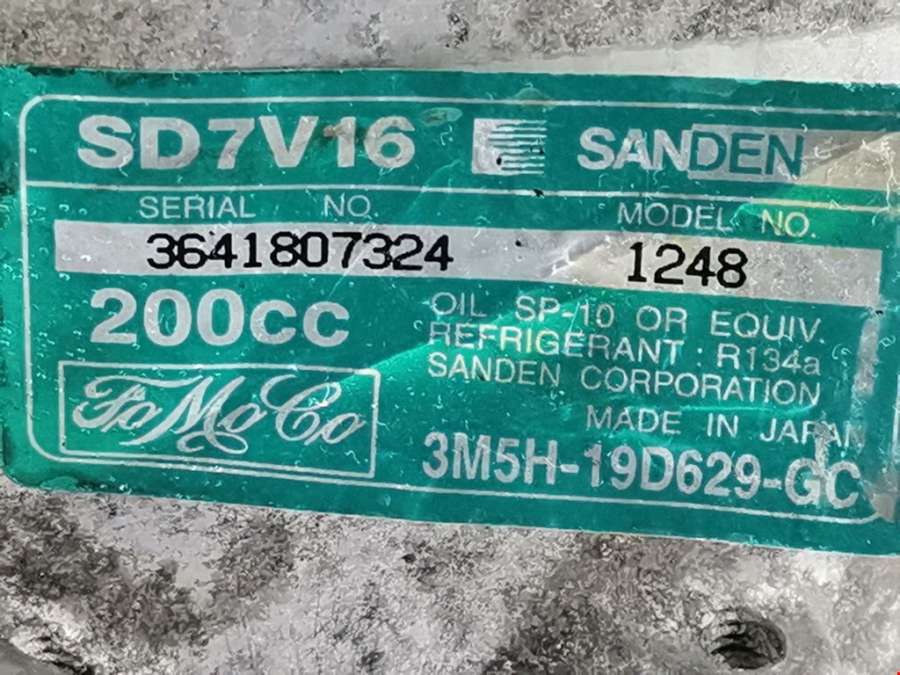 SD7V16 SANDEN
SERIAL NO. MODEL NO.
3641807324 1248
200cc
OIL SP-10 OR EQUIV.
REFRIGERANT : R134a
SANDEN CORPORATION
MADE IN JAPAN
FoMoCo
3M5H-19D629-GC